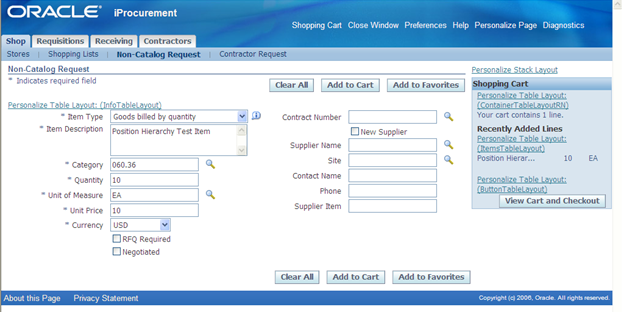 ORACLE® iProcurement
Shopping Cart Close Window Preferences Help Personalize Page Diagnostics
Shop Requisitions Receiving Contractors
Stores | Shopping Lists | Non-Catalog Request | Contractor Request
Non-Catalog Request
* Indicates required field
Clear All Add to Cart Add to Favorites
Personalize Table Layout: (InfoTableLayout)
* Item Type Goods billed by quantity
* Item Description Position Hierarchy Test Item
* Category 060.36
* Quantity 10
* Unit of Measure EA
* Unit Price 10
* Currency USD
RFQ Required
Negotiated
Contract Number
New Supplier
Supplier Name
Site
Contact Name
Phone
Supplier Item
Personalize Stack Layout
Shopping Cart
Personalize Table Layout:
(ContainerTableLayoutRN)
Your cart contains 1 line.
Recently Added Lines
Personalize Table Layout:
(ItemsTableLayout)
Position Hierar... 10 EA
Personalize Table Layout:
(ButtonTableLayout)
View Cart and Checkout
Clear All Add to Cart Add to Favorites
About this Page Privacy Statement
Copyright (c) 2006, Oracle. All rights reserved.